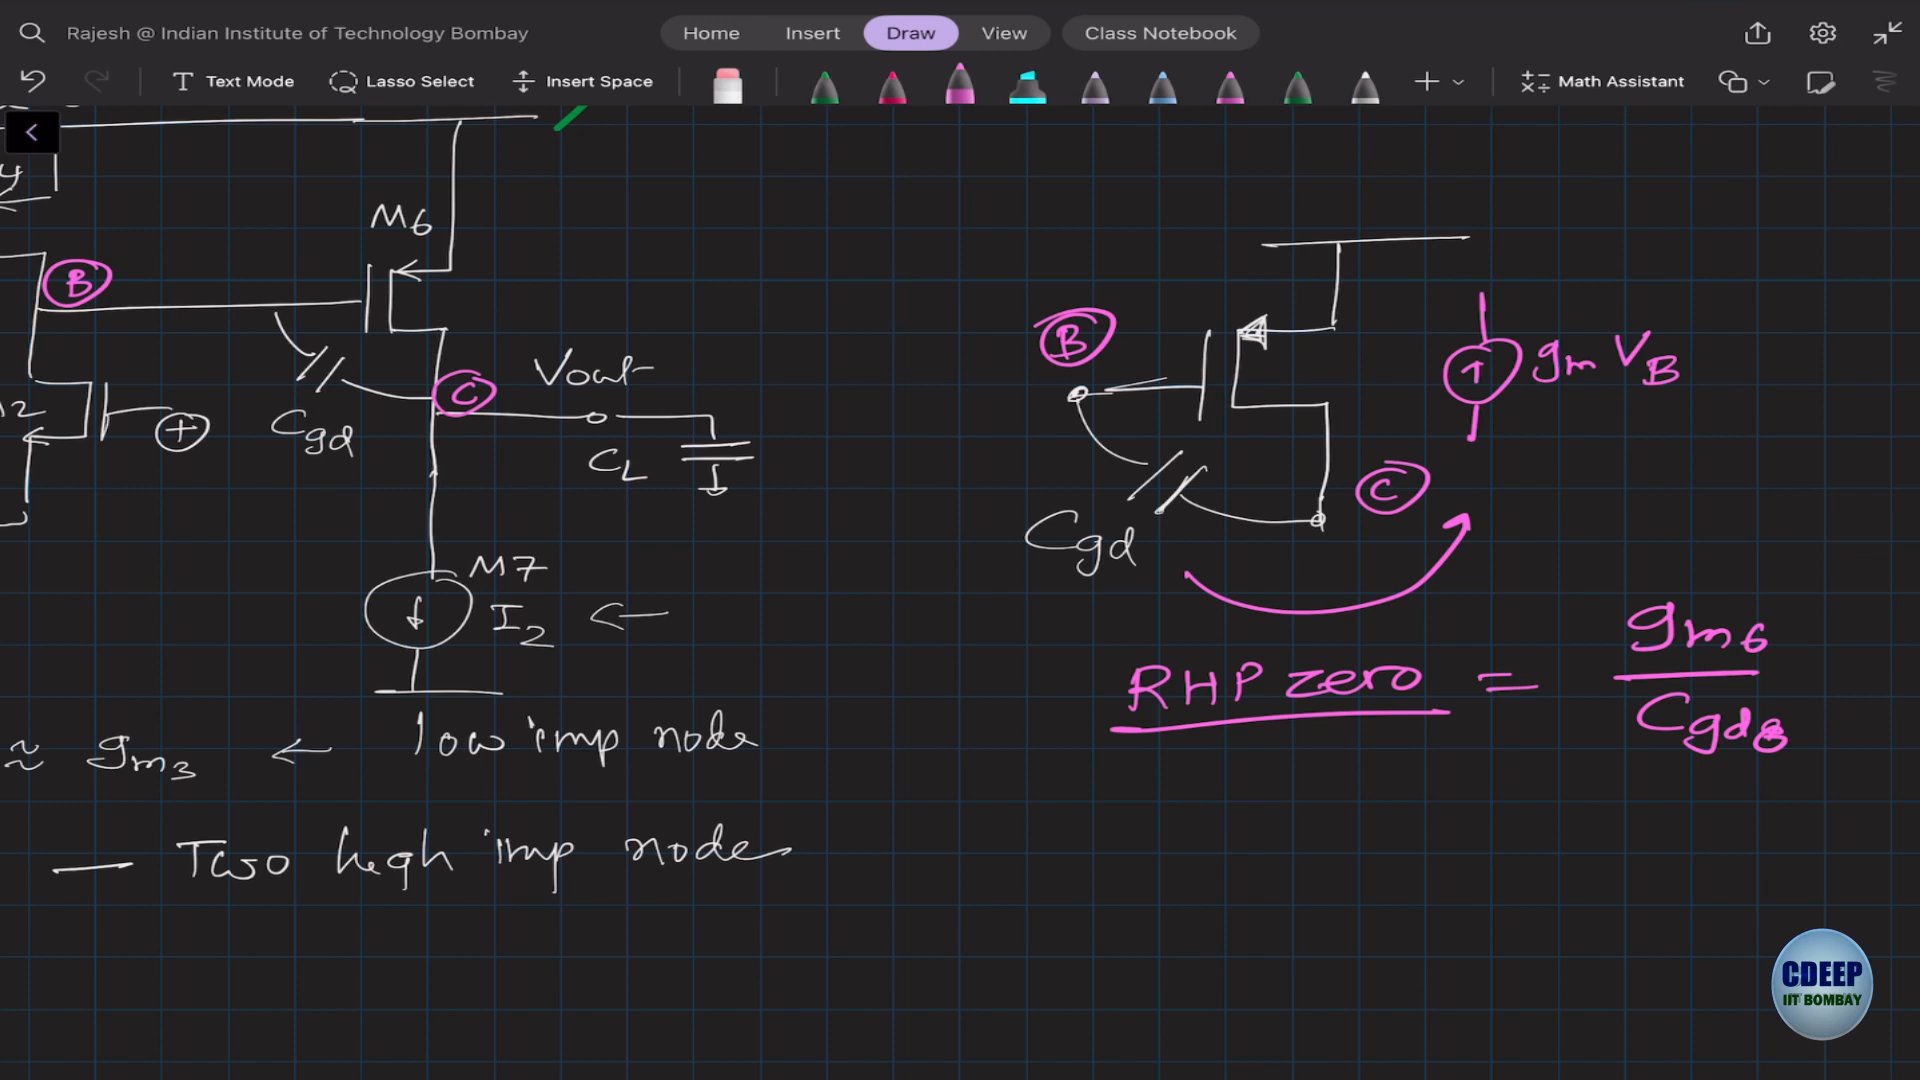 Rajesh @ Indian Institute of Technology Bombay
Home Insert Draw View Class Notebook
Text Mode Lasso Select Insert Space Math Assistant
M6
B
C
Vout
Cgd
CL
M7
I2 ←
≈ gm3 ← low imp node
— Two high imp nodes
B
↑ gm VB
C
Cgd
RHP zero = gm6
Cgd6
CDEEP
IIT BOMBAY